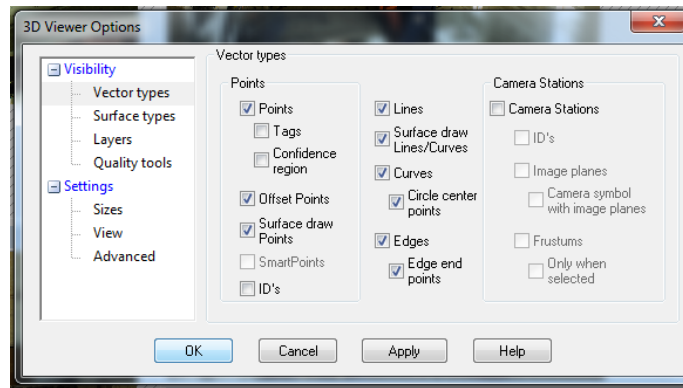 3D Viewer Options
Visibility
Vector types
Surface types
Layers
Quality tools
Settings
Sizes
View
Advanced
Vector types
Points
Points
Tags
Confidence
region
Offset Points
Surface draw
Points
SmartPoints
ID's
Lines
Surface draw
Lines/Curves
Curves
Circle center
points
Edges
Edge end
points
Camera Stations
Camera Stations
ID's
Image planes
Camera symbol
with image planes
Frustums
Only when
selected
OK
Cancel
Apply
Help